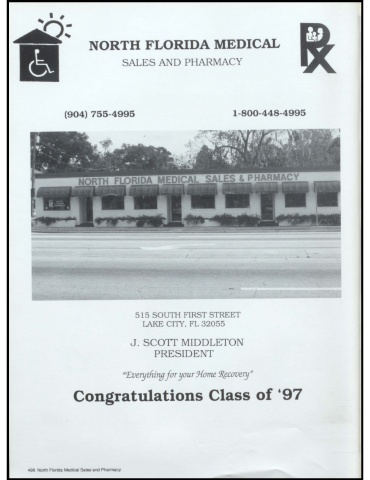 NORTH FLORIDA MEDICAL
SALES AND PHARMACY
(904) 755-4995
1-800-448-4995
NORTH FLORIDA MEDICAL SALES & PHARMACY
515 SOUTH FIRST STREET
LAKE CITY, FL 32055
J. SCOTT MIDDLETON
PRESIDENT
"Everything for your Home Recovery"
Congratulations Class of ‘97
498 North Florida Medical Sales and Pharmacy